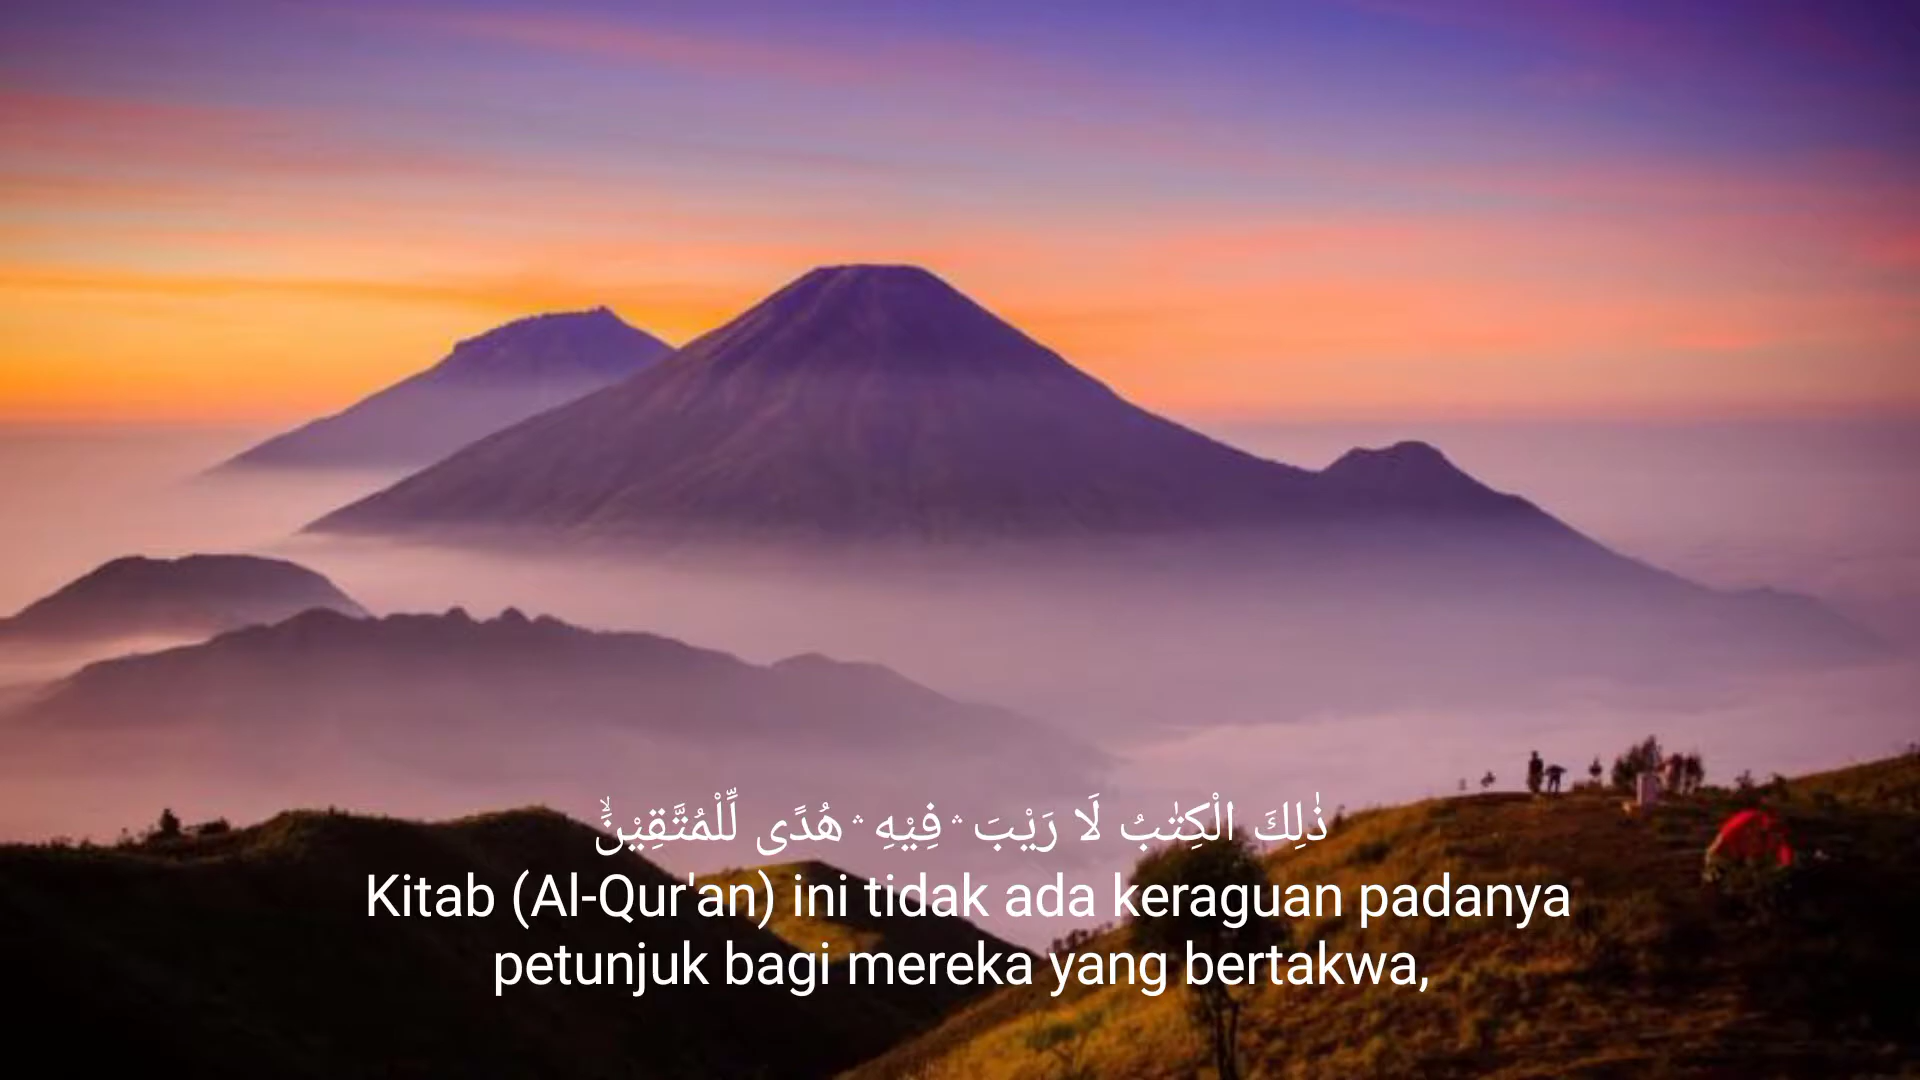 ذٰلِكَ الْكِتٰبُ لَا رَيْبَ ۛ فِيْهِ ۛ هُدًى لِّلْمُتَّقِيْنَۙ
Kitab (Al-Qur'an) ini tidak ada keraguan padanya
petunjuk bagi mereka yang bertakwa,